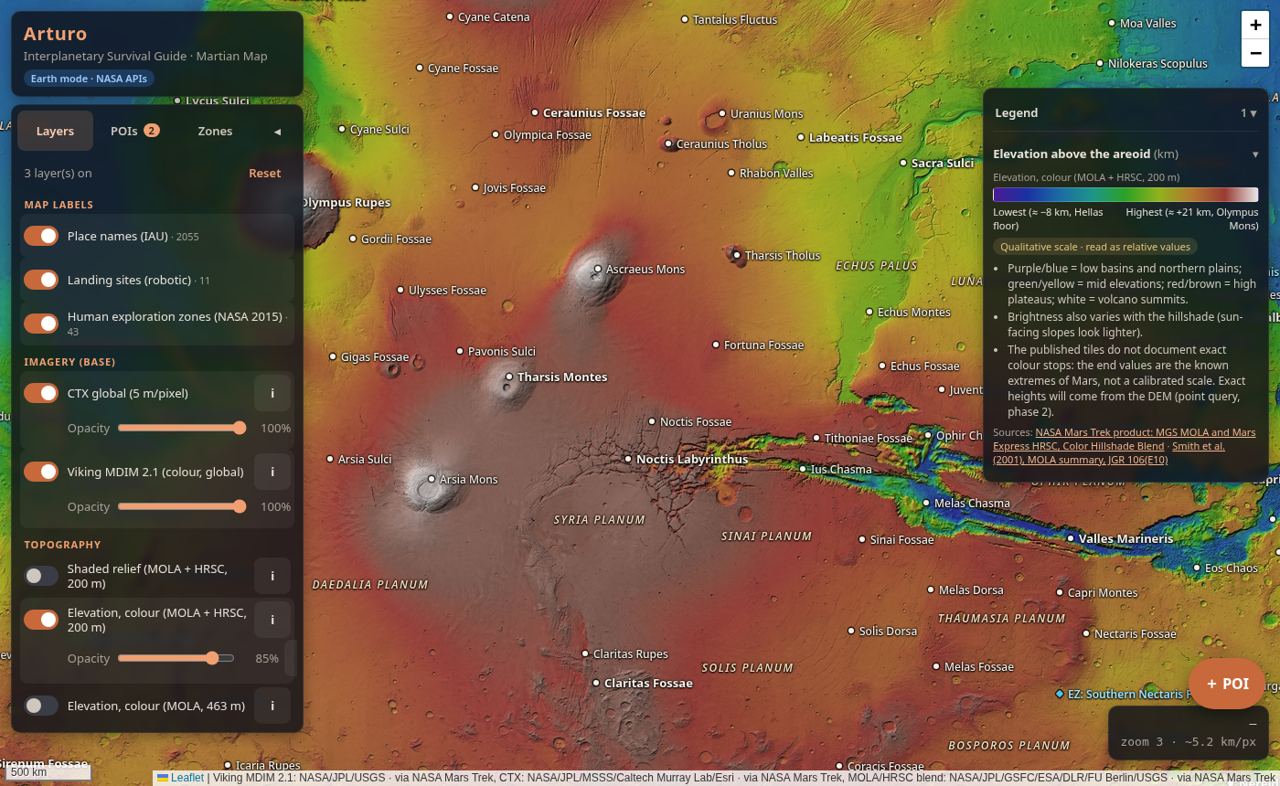 Arturo
Interplanetary Survival Guide · Martian Map
Earth mode · NASA APIs
Layers
POIs 2
Zones
◂
3 layer(s) on
Reset
MAP LABELS
Place names (IAU) · 2055
Landing sites (robotic) · 11
Human exploration zones (NASA 2015) ·
43
IMAGERY (BASE)
CTX global (5 m/pixel)
i
Opacity
100%
Viking MDIM 2.1 (colour, global)
i
Opacity
100%
TOPOGRAPHY
Shaded relief (MOLA + HRSC,
200 m)
i
Elevation, colour (MOLA + HRSC,
200 m)
i
Opacity
85%
Elevation, colour (MOLA, 463 m)
i
Cyane Catena
Tantalus Fluctus
Moa Valles
Cyane Fossae
Nilokeras Scopulus
Lycus Sulci
Ceraunius Fossae
Uranius Mons
Cyane Sulci
Olympica Fossae
Labeatis Fossae
Ceraunius Tholus
Sacra Sulci
Rhabon Valles
Jovis Fossae
Olympus Rupes
Gordii Fossae
Tharsis Tholus
ECHUS PALUS
Ascraeus Mons
Ulysses Fossae
Echus Montes
Fortuna Fossae
Pavonis Sulci
Gigas Fossae
Echus Fossae
Tharsis Montes
Juvent
Noctis Fossae
Tithoniae Fossae
Ophir Ch
Arsia Sulci
Noctis Labyrinthus
Ius Chasma
Arsia Mons
OPHIR PLANUM
Melas Chasma
SYRIA PLANUM
SINAI PLANUM
Sinai Fossae
Valles Marineris
Eos Chaos
DAEDALIA PLANUM
Melas Dorsa
Capri Montes
THAUMASIA PLANUM
Solis Dorsa
Nectaris Fossae
Claritas Rupes
SOLIS PLANUM
Melas Fossae
Claritas Fossae
EZ: Southern Nectaris F
BOSPOROS PLANUM
Icaria Rupes
Coracis Fossae
Sirenum Fossae
+
−
Legend
1 ▾
Elevation above the areoid (km)
▾
Elevation, colour (MOLA + HRSC, 200 m)
Lowest (≈ −8 km, Hellas
floor)
Highest (≈ +21 km, Olympus
Mons)
Qualitative scale · read as relative values
• Purple/blue = low basins and northern plains;
green/yellow = mid elevations; red/brown = high
plateaus; white = volcano summits.
• Brightness also varies with the hillshade (sun-
facing slopes look lighter).
• The published tiles do not document exact
colour stops: the end values are the known
extremes of Mars, not a calibrated scale. Exact
heights will come from the DEM (point query,
phase 2).
Sources: NASA Mars Trek product: MGS MOLA and Mars
Express HRSC, Color Hillshade Blend · Smith et al.
(2001), MOLA summary, JGR 106(E10)
+ POI
—
zoom 3 · ~5.2 km/px
500 km
Leaflet | Viking MDIM 2.1: NASA/JPL/USGS · via NASA Mars Trek, CTX: NASA/JPL/MSSS/Caltech Murray Lab/Esri · via NASA Mars Trek, MOLA/HRSC blend: NASA/JPL/GSFC/ESA/DLR/FU Berlin/USGS · via NASA Mars Trek